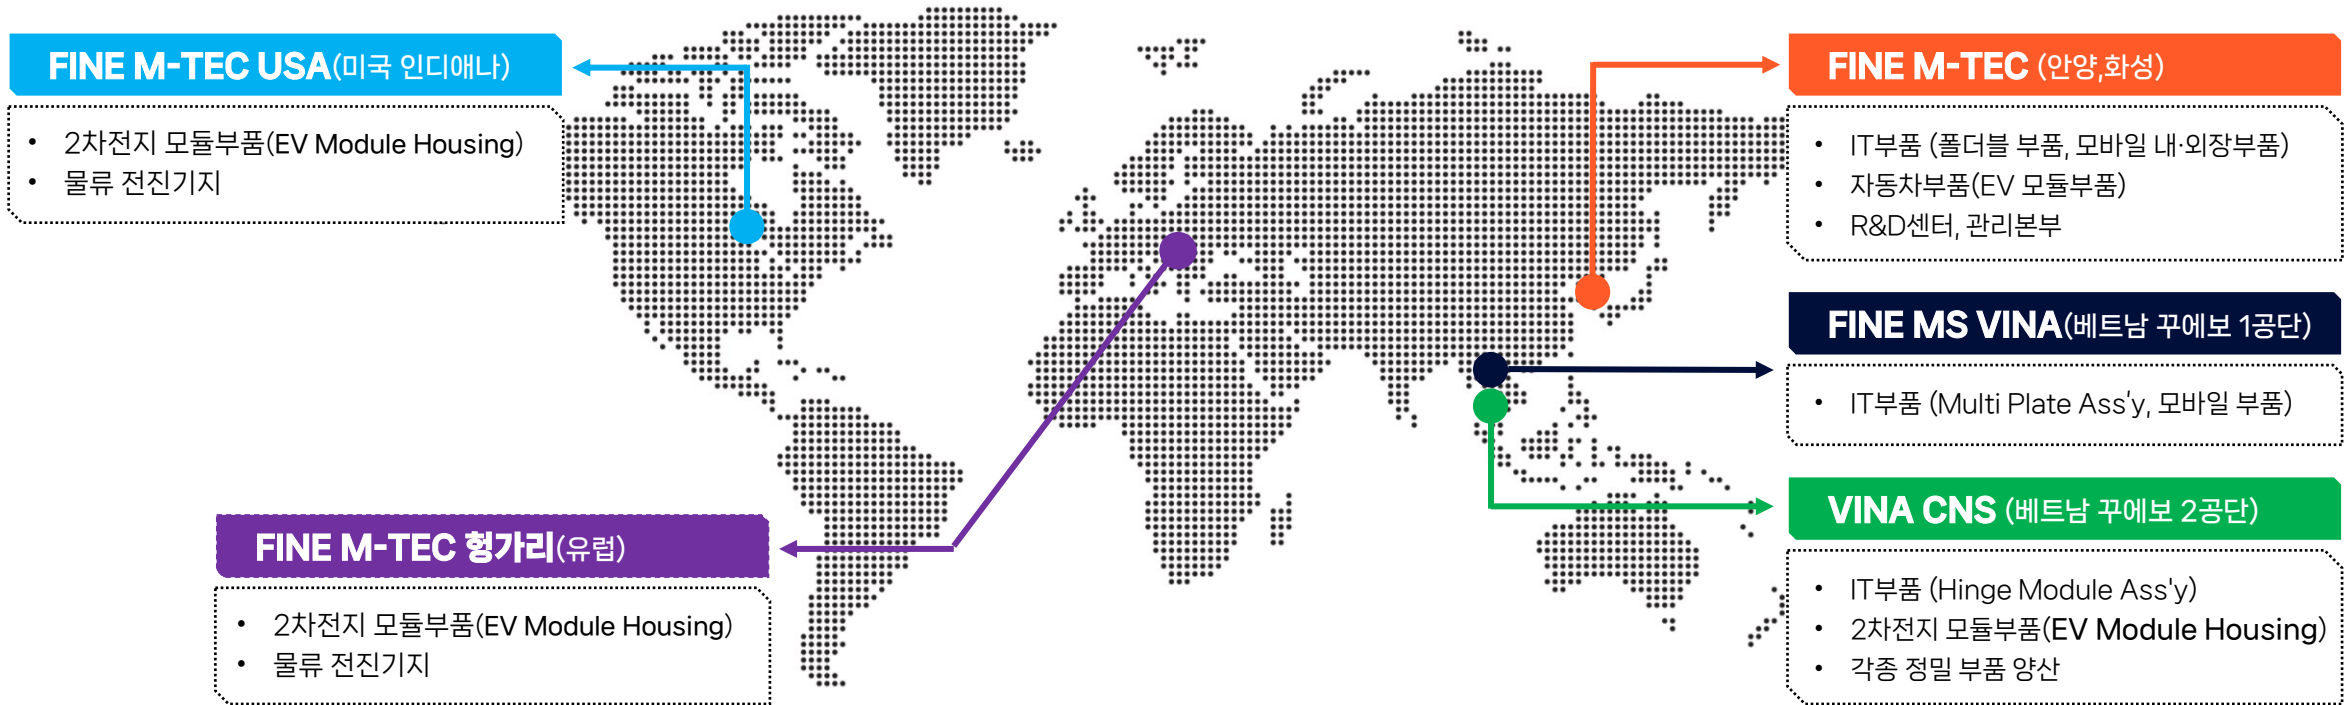 FINE M-TEC USA(미국 인디애나)
• 2차전지 모듈부품(EV Module Housing)
• 물류 전진기지
FINE M-TEC 헝가리(유럽)
• 2차전지 모듈부품(EV Module Housing)
• 물류 전진기지
FINE M-TEC (안양,화성)
• IT부품 (폴더블 부품, 모바일 내·외장부품)
• 자동차부품(EV 모듈부품)
• R&D센터, 관리본부
FINE MS VINA(베트남 꾸에보 1공단)
• IT부품 (Multi Plate Ass'y, 모바일 부품)
VINA CNS (베트남 꾸에보 2공단)
• IT부품 (Hinge Module Ass'y)
• 2차전지 모듈부품(EV Module Housing)
• 각종 정밀 부품 양산